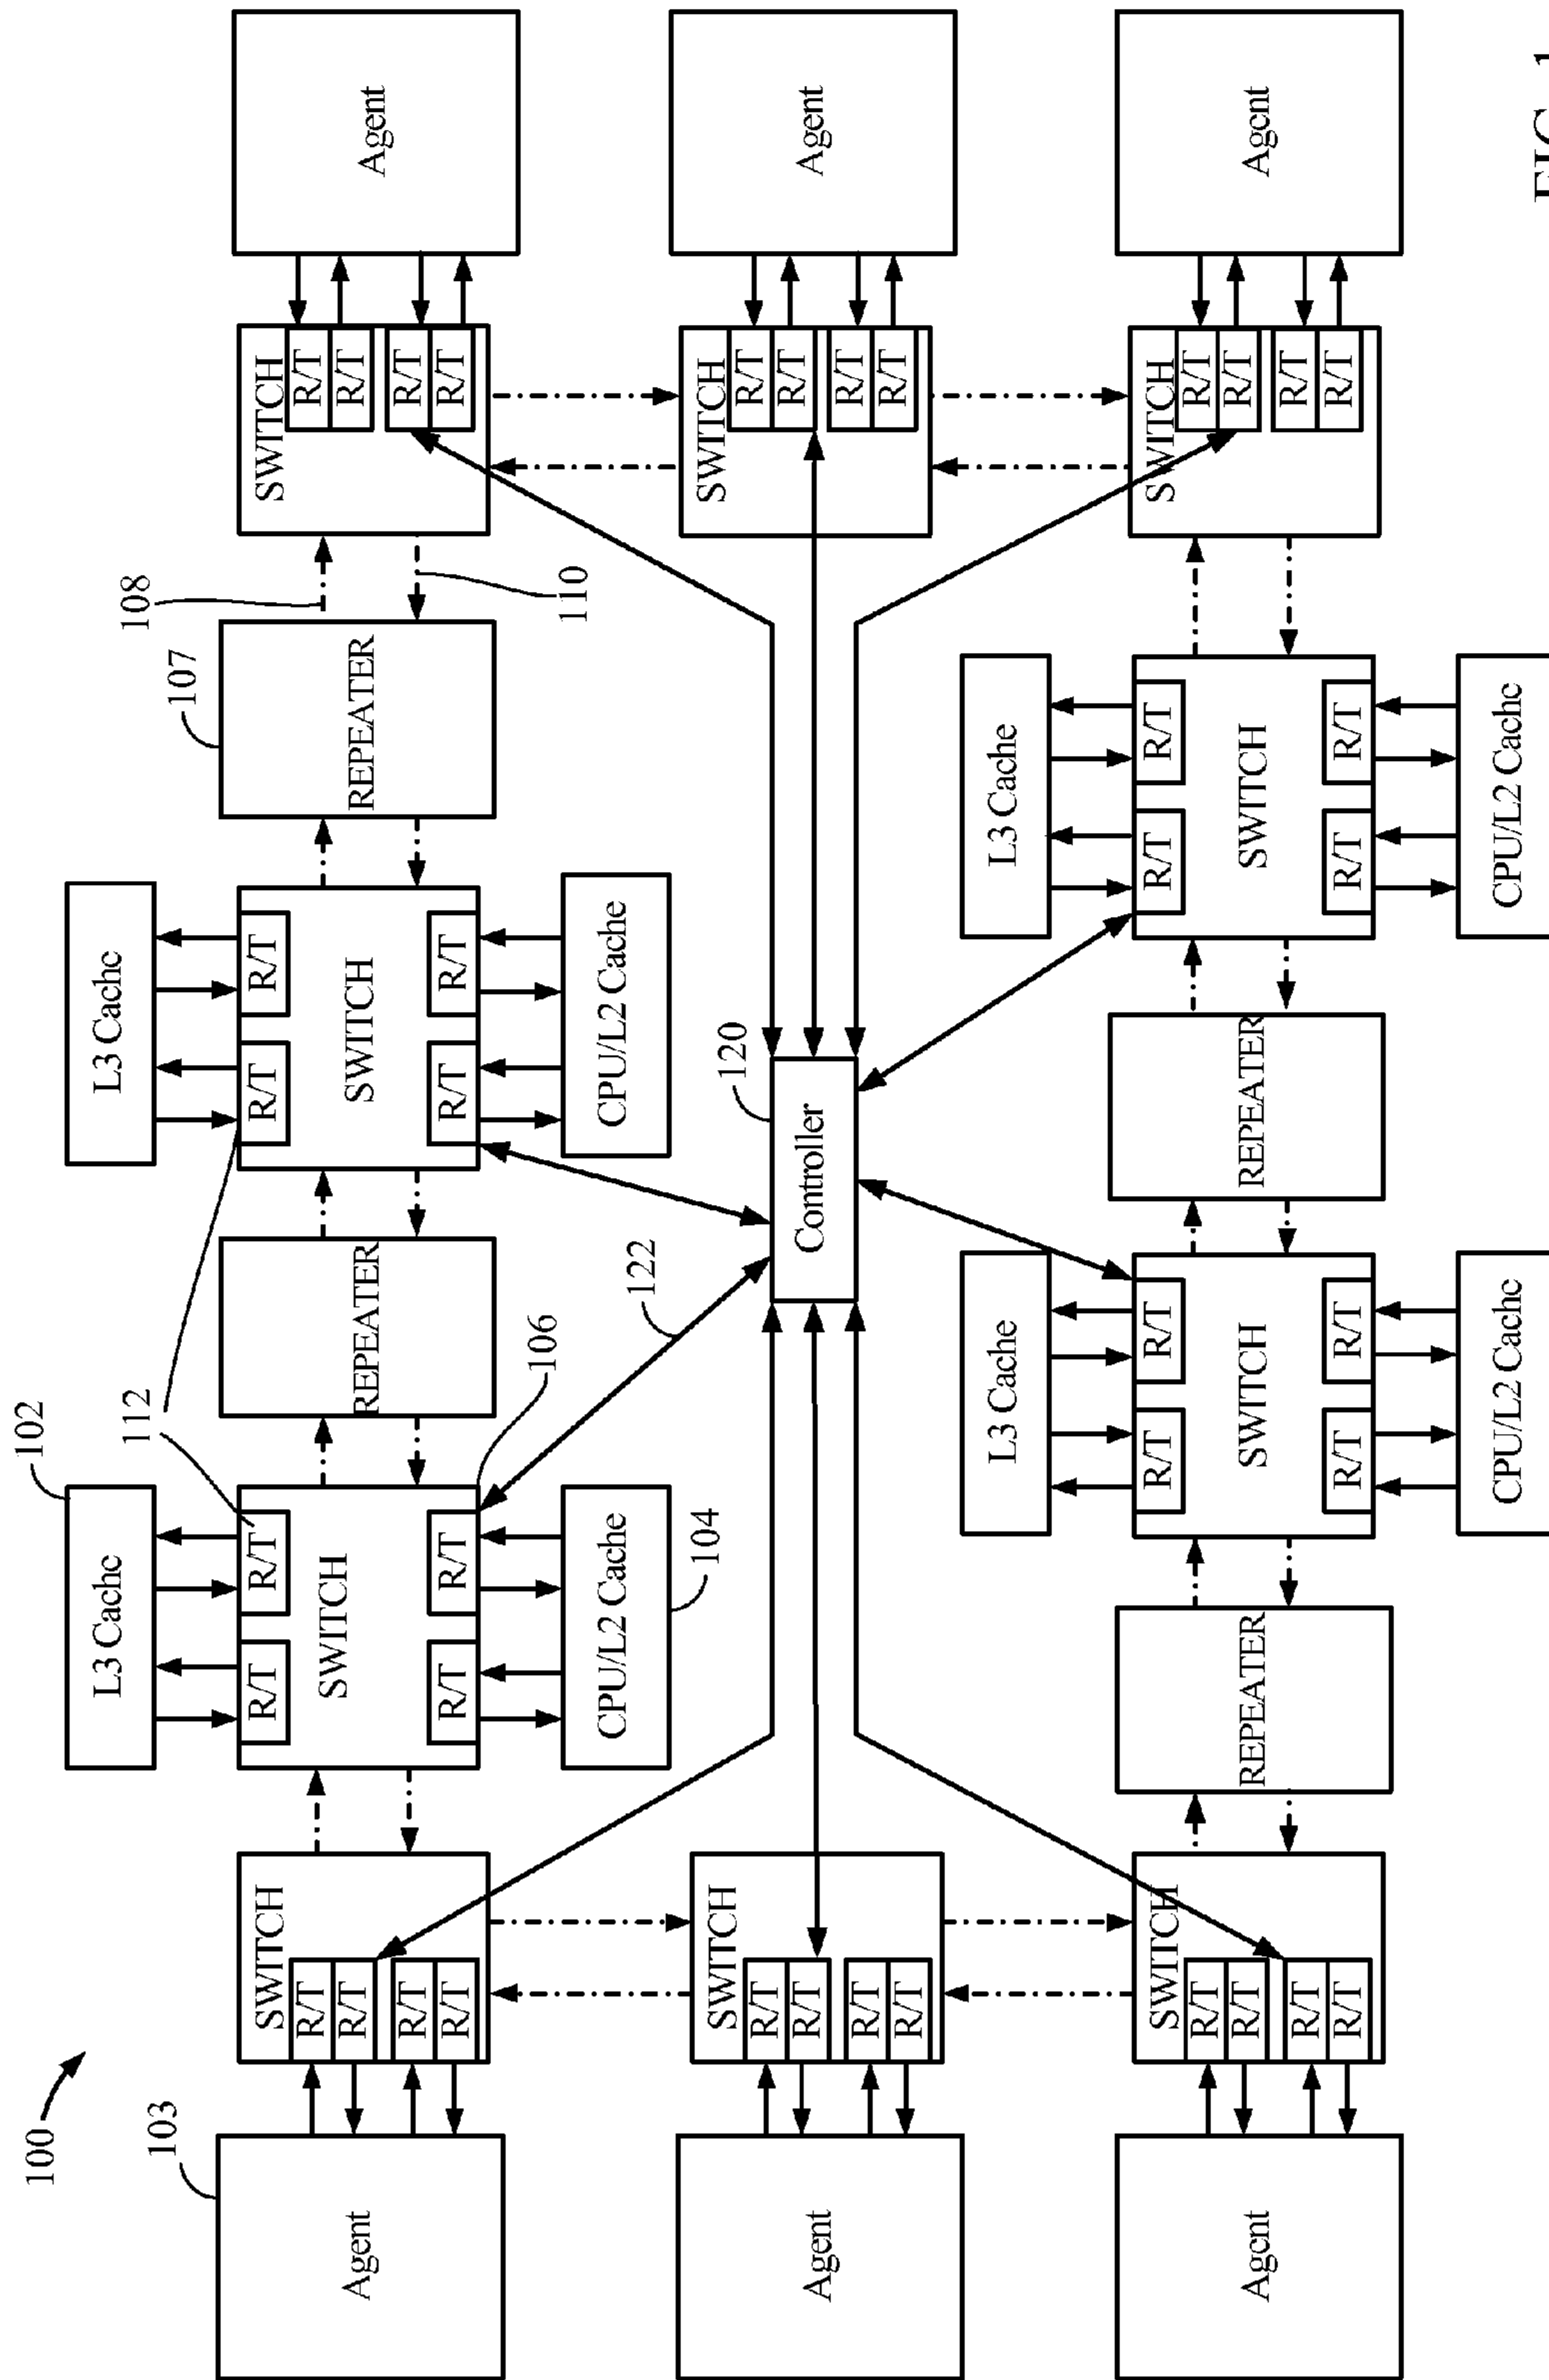 100
102
L3 Cache
L3 Cache
112
108
103
107
SWITCH
R/T
R/T
R/T
R/T
SWITCH
R/T
R/T
Agent
R/T
SWITCH
REPEATER
SWITCH
REPEATER
R/T
Agent
R/T
R/T
R/T
R/T
R/T
R/T
R/T
R/T
106
110
CPU/L2 Cache
CPU/L2 Cache
122
104
120
SWITCH
SWITCH
R/T
R/T
Agent
R/T
Controller
R/T
Agent
R/T
R/T
R/T
R/T
L3 Cache
L3 Cache
SWITCH
R/T
R/T
R/T
R/T
SWITCH
R/T
R/T
Agent
R/T
REPEATER
SWITCH
REPEATER
SWITCH
R/T
Agent
R/T
R/T
R/T
R/T
R/T
R/T
R/T
R/T
CPU/L2 Cache
CPU/L2 Cache
FIG. 1